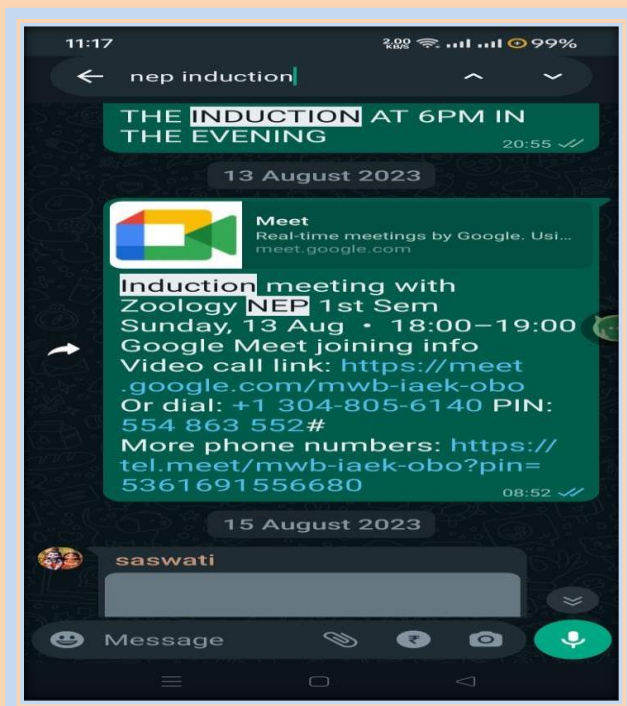 11:17 2.00 KB/S 99%
nep induction
THE INDUCTION AT 6PM IN
THE EVENING
20:55
13 August 2023
Meet
Real-time meetings by Google. Usi...
meet.google.com
Induction meeting with
Zoology NEP 1st Sem
Sunday, 13 Aug • 18:00–19:00
Google Meet joining info
Video call link: https://meet
.google.com/mwb-iaek-obo
Or dial: +1 304-805-6140 PIN:
554 863 552#
More phone numbers: https://
tel.meet/mwb-iaek-obo?pin=
5361691556680
08:52
15 August 2023
saswati
Message